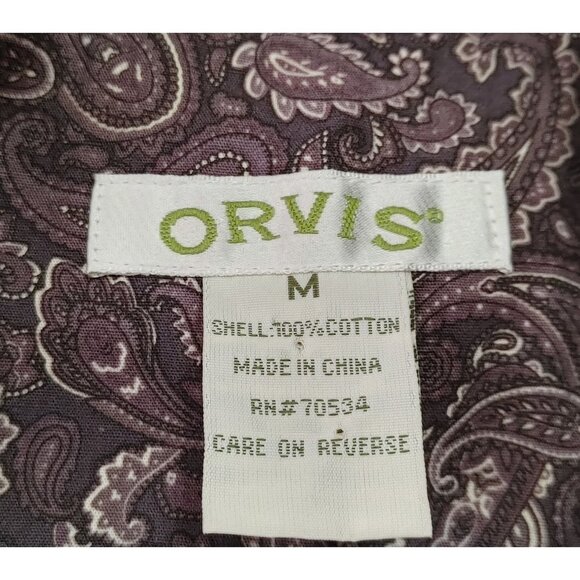 ORVIS®
M
SHELL:100%COTTON
MADE IN CHINA
RN#70534
CARE ON REVERSE